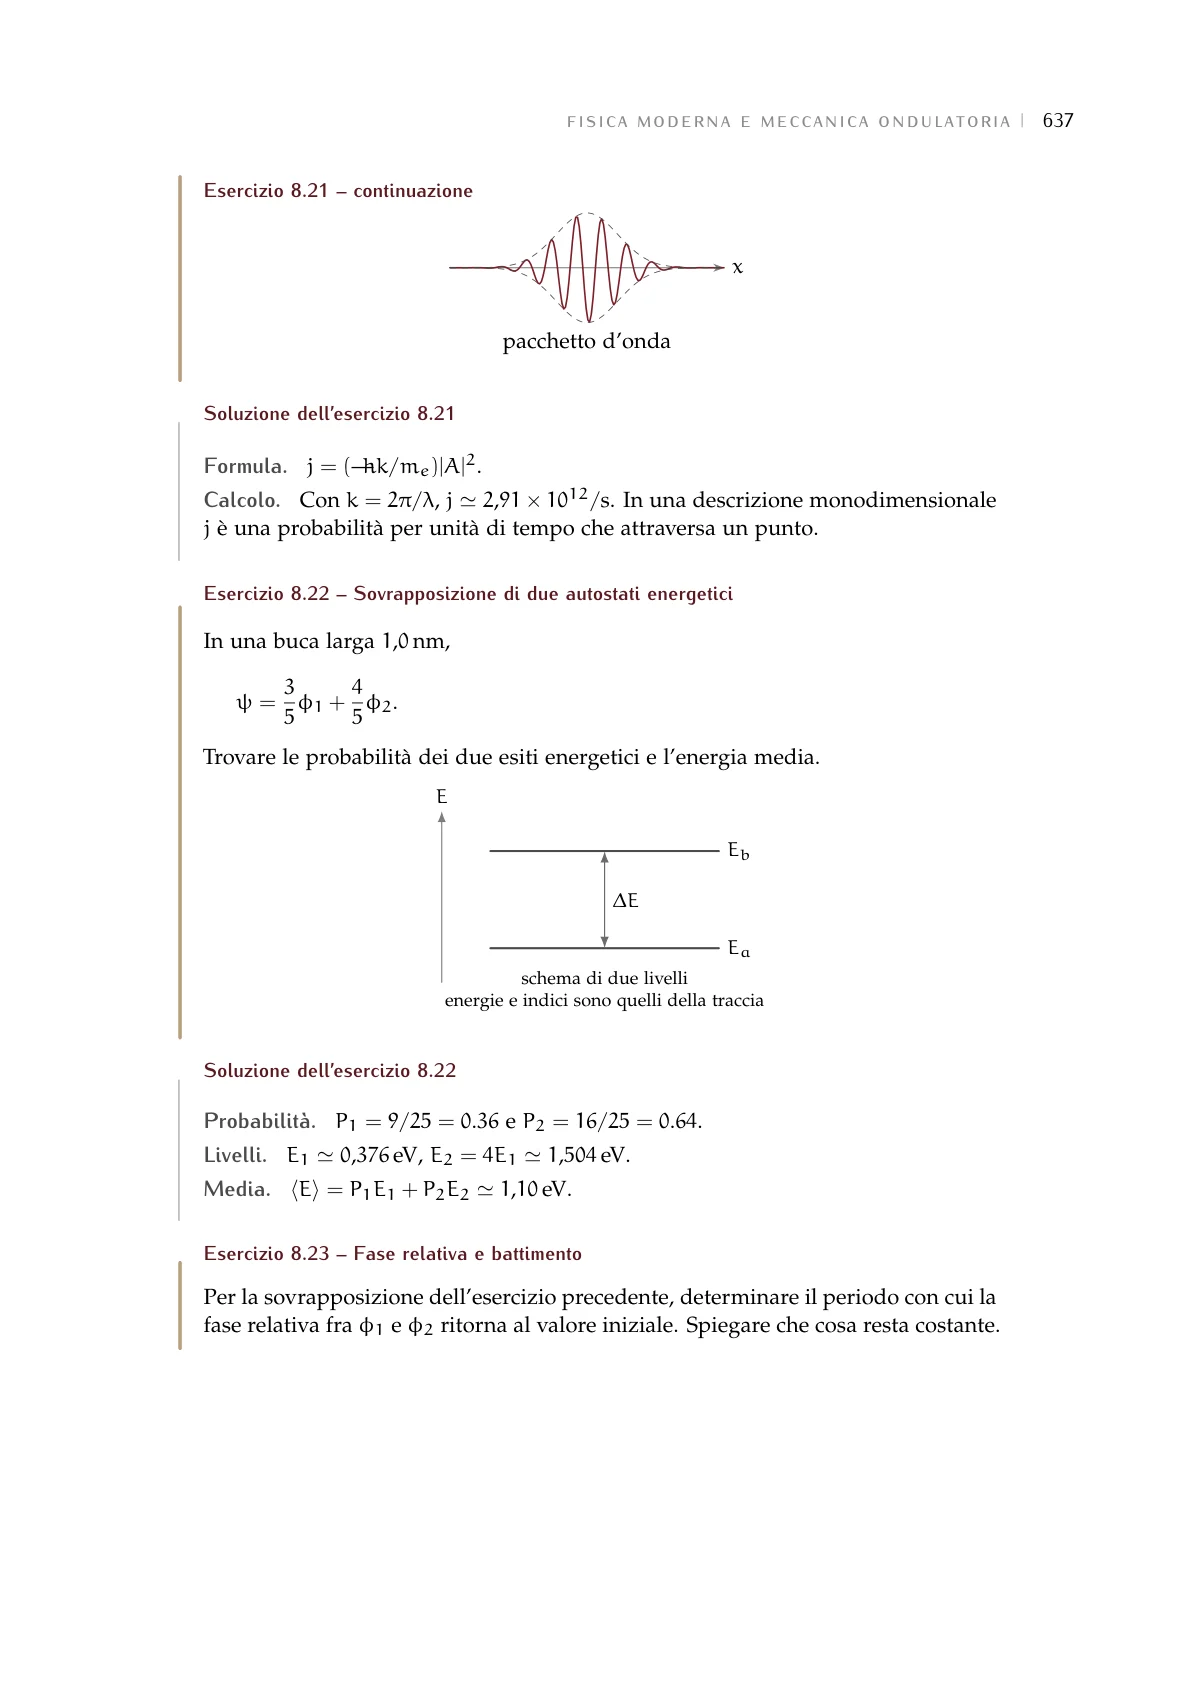 FISICA MODERNA E MECCANICA ONDULATORIA | 637
Esercizio 8.21 – continuazione
x
pacchetto d'onda
Soluzione dell'esercizio 8.21
Formula. j = (ħk/mₑ)|A|².
Calcolo. Con k = 2π/λ, j ≃ 2,91 × 10¹²/s. In una descrizione monodimensionale
j è una probabilità per unità di tempo che attraversa un punto.
Esercizio 8.22 – Sovrapposizione di due autostati energetici
In una buca larga 1,0 nm,
ψ = 3/5 ϕ₁ + 4/5 ϕ₂.
Trovare le probabilità dei due esiti energetici e l'energia media.
E
E_b
ΔE
E_a
schema di due livelli
energie e indici sono quelli della traccia
Soluzione dell'esercizio 8.22
Probabilità. P₁ = 9/25 = 0.36 e P₂ = 16/25 = 0.64.
Livelli. E₁ ≃ 0,376 eV, E₂ = 4E₁ ≃ 1,504 eV.
Media. ⟨E⟩ = P₁E₁ + P₂E₂ ≃ 1,10 eV.
Esercizio 8.23 – Fase relativa e battimento
Per la sovrapposizione dell'esercizio precedente, determinare il periodo con cui la
fase relativa fra ϕ₁ e ϕ₂ ritorna al valore iniziale. Spiegare che cosa resta costante.